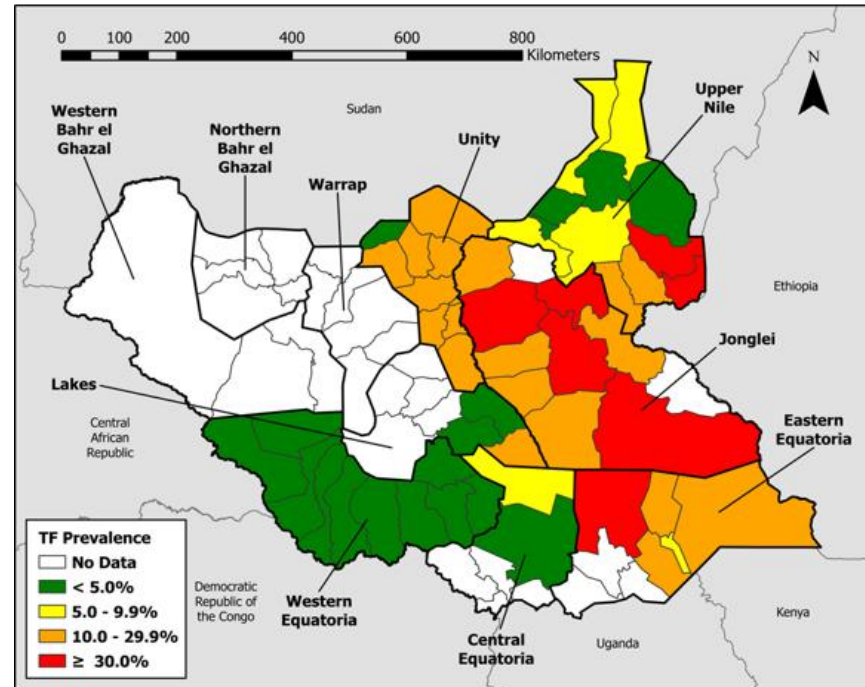 0 200 400 600 800
Kilometers
N
Sudan
Upper
Nile
Western
Bahr el
Ghazal
Northern
Bahr el
Ghazal
Unity
Warrap
Ethiopia
Jonglei
Lakes
Central
African
Republic
Eastern
Equatoria
TF Prevalence
No Data
< 5.0%
5.0 - 9.9%
10.0 - 29.9%
≥ 30.0%
Democratic
Republic of
the Congo
Western
Equatoria
Central
Equatoria
Uganda
Kenya